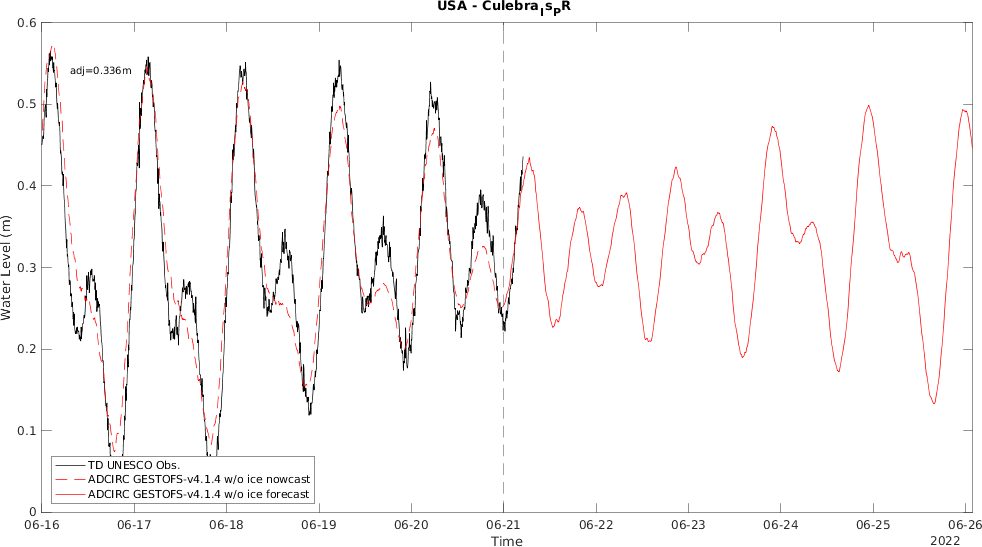 USA - CulebraIsPR
adj=0.336m
0.6
0.5
0.4
0.3
0.2
0.1
0
Water Level (m)
TD UNESCO Obs.
ADCIRC GESTOFS-v4.1.4 w/o ice nowcast
ADCIRC GESTOFS-v4.1.4 w/o ice forecast
06-16 06-17 06-18 06-19 06-20 06-21 06-22 06-23 06-24 06-25 06-26
Time
2022